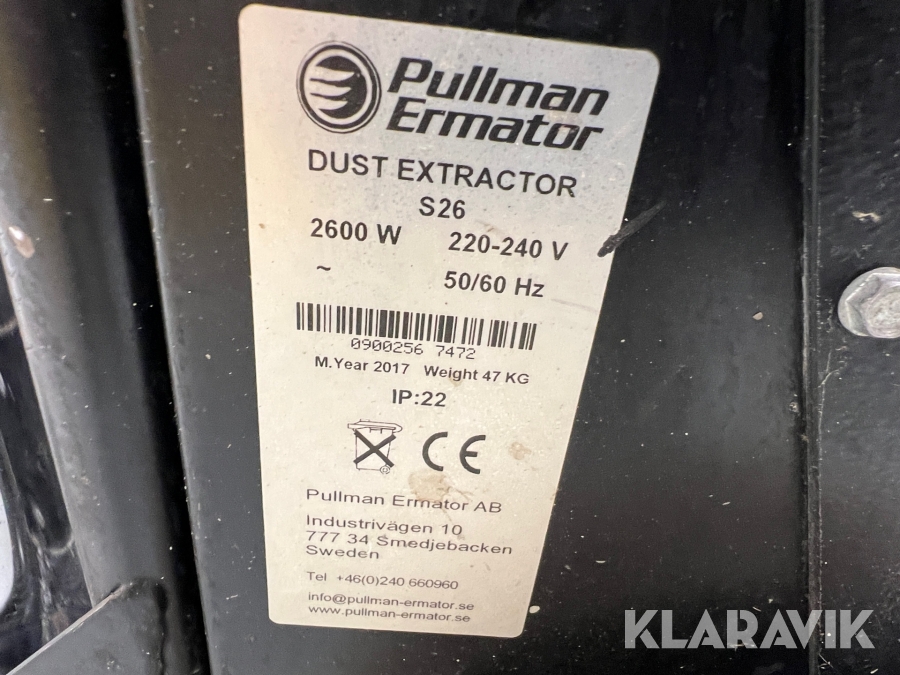 Pullman
Ermator
DUST EXTRACTOR
S26
2600 W 220-240 V
~ 50/60 Hz
0900256 7472
M.Year 2017 Weight 47 KG
IP:22
CE
Pullman Ermator AB
Industrivägen 10
777 34 Smedjebacken
Sweden
Tel +46(0)240 660960
info@pullman-ermator.se
www.pullman-ermator.se
KLARAVIK